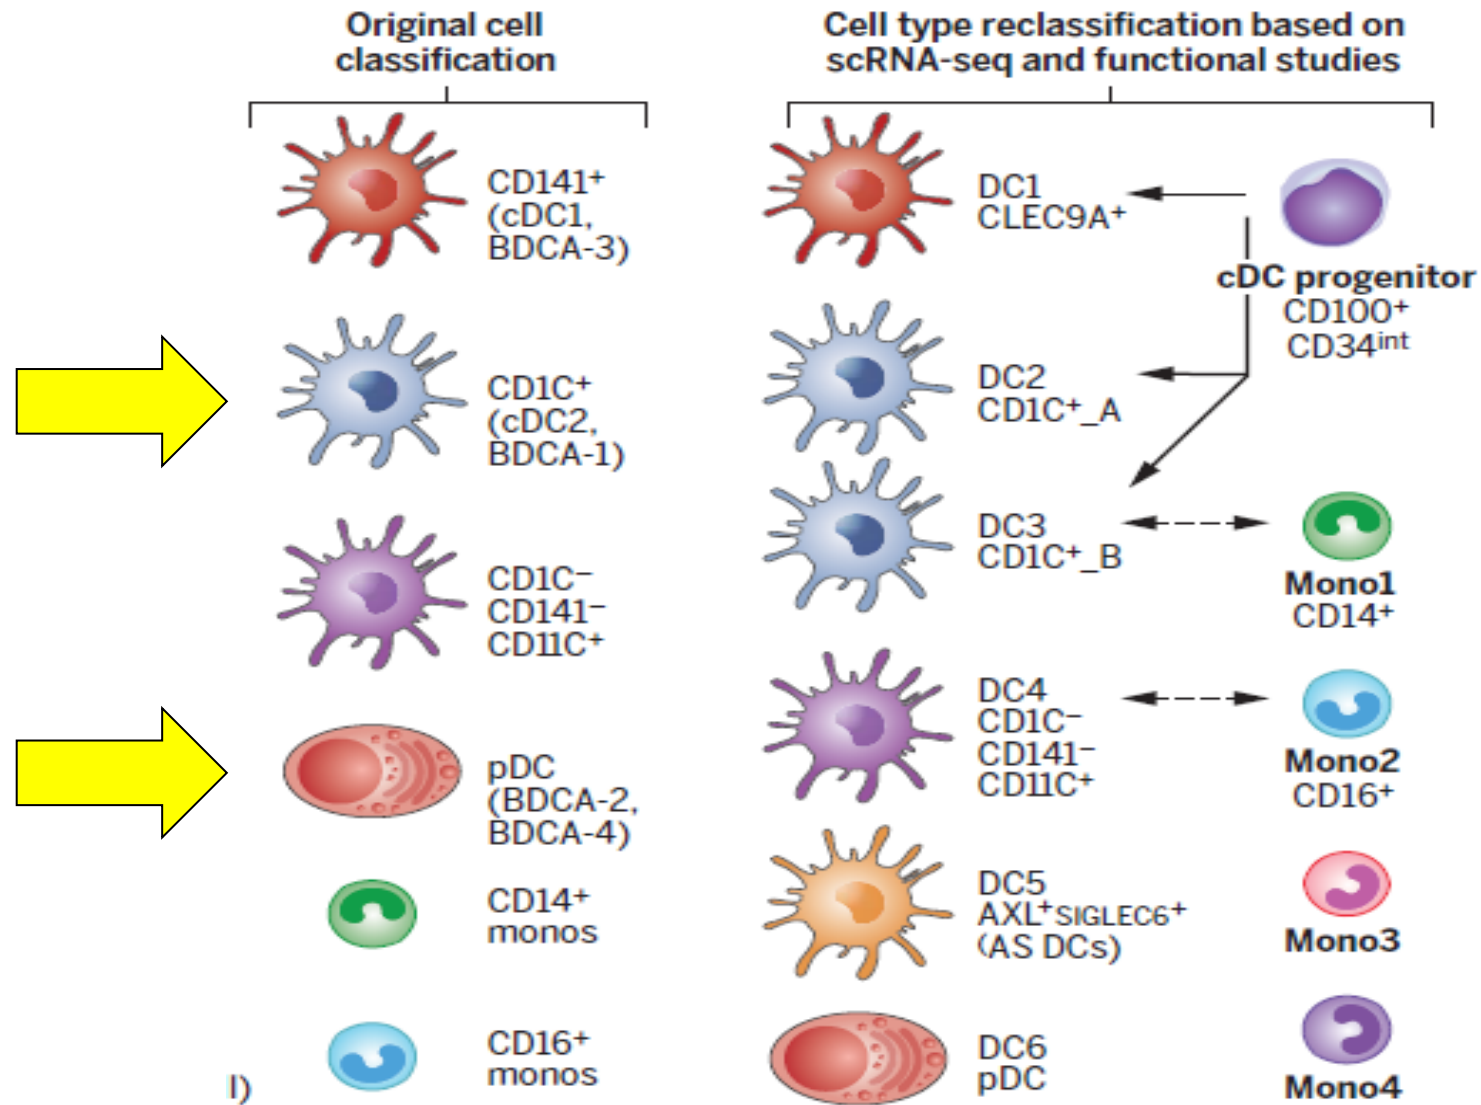 Original cell
classification
CD141⁺
(cDC1,
BDCA-3)
CD1C⁺
(cDC2,
BDCA-1)
CD1C⁻
CD141⁻
CD11C⁺
pDC
(BDCA-2,
BDCA-4)
CD14⁺
monos
CD16⁺
monos
l)
Cell type reclassification based on
scRNA-seq and functional studies
DC1
CLEC9A⁺
cDC progenitor
CD100⁺
CD34ⁱⁿᵗ
DC2
CD1C⁺_A
DC3
CD1C⁺_B
Mono1
CD14⁺
DC4
CD1C⁻
CD141⁻
CD11C⁺
Mono2
CD16⁺
DC5
AXL⁺SIGLEC6⁺
(AS DCs)
Mono3
DC6
pDC
Mono4